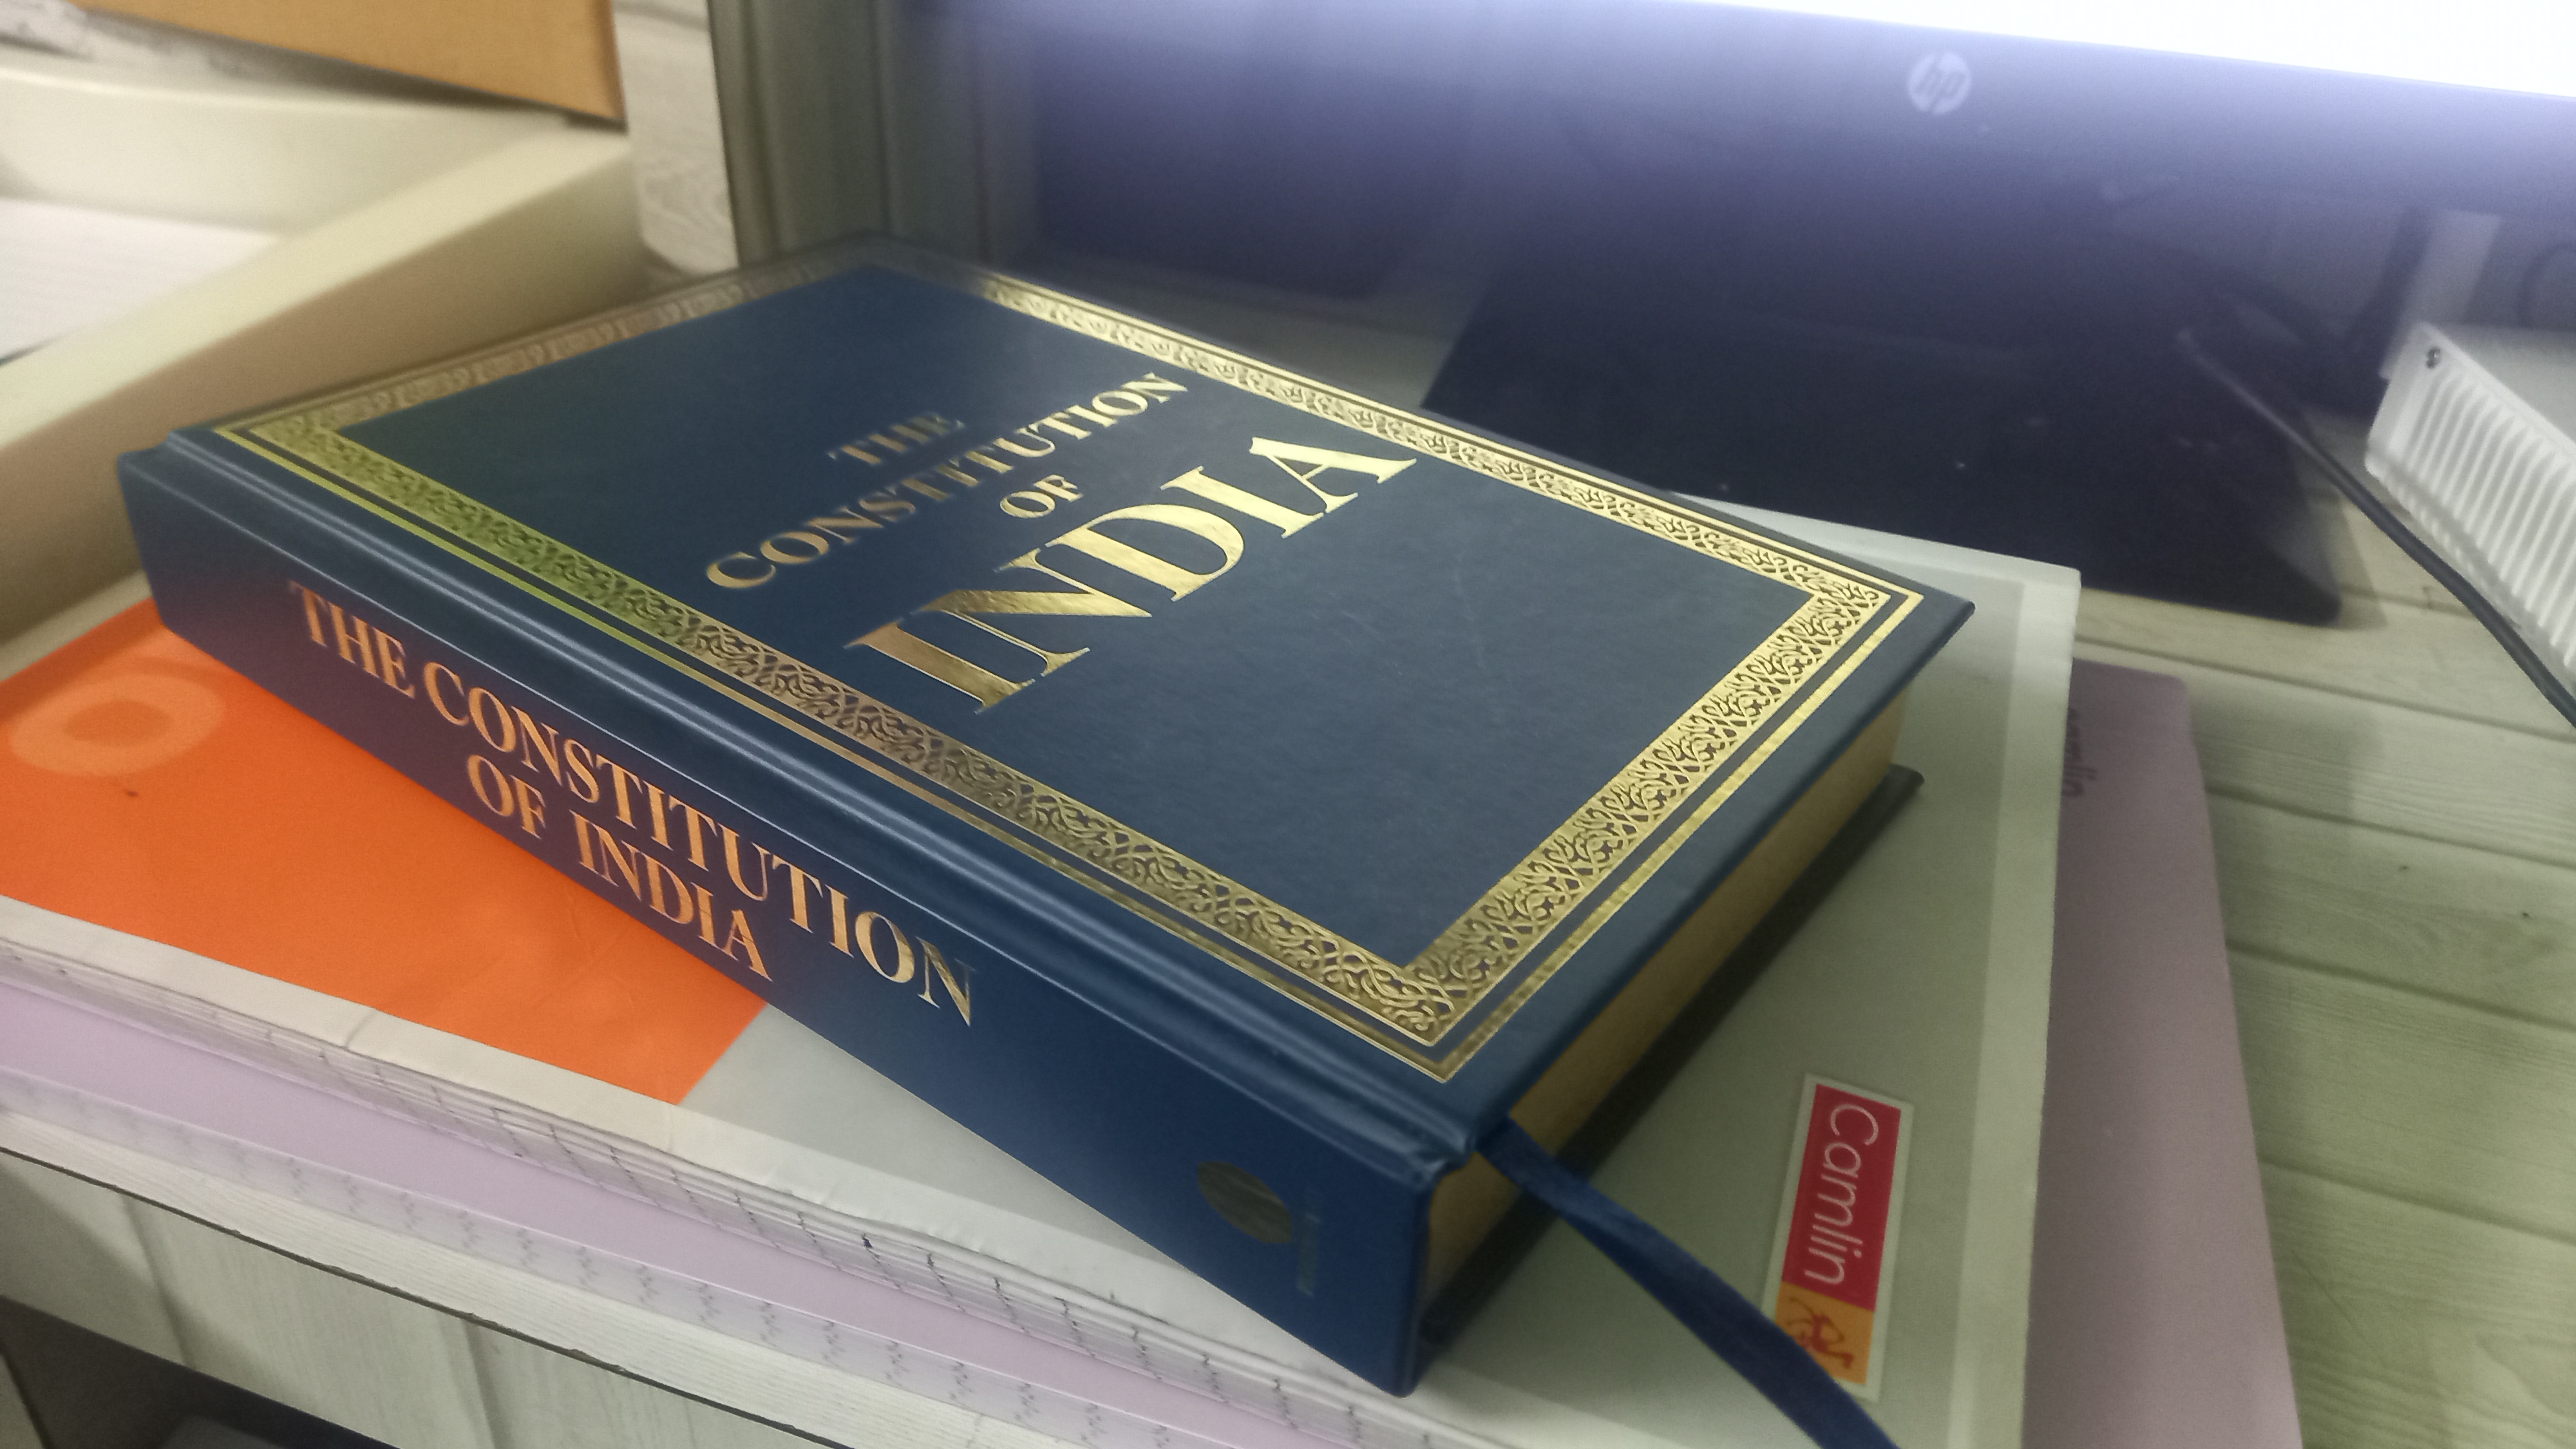 hp
THE
CONSTITUTION
OF
INDIA
THE CONSTITUTION
OF INDIA
Camlin